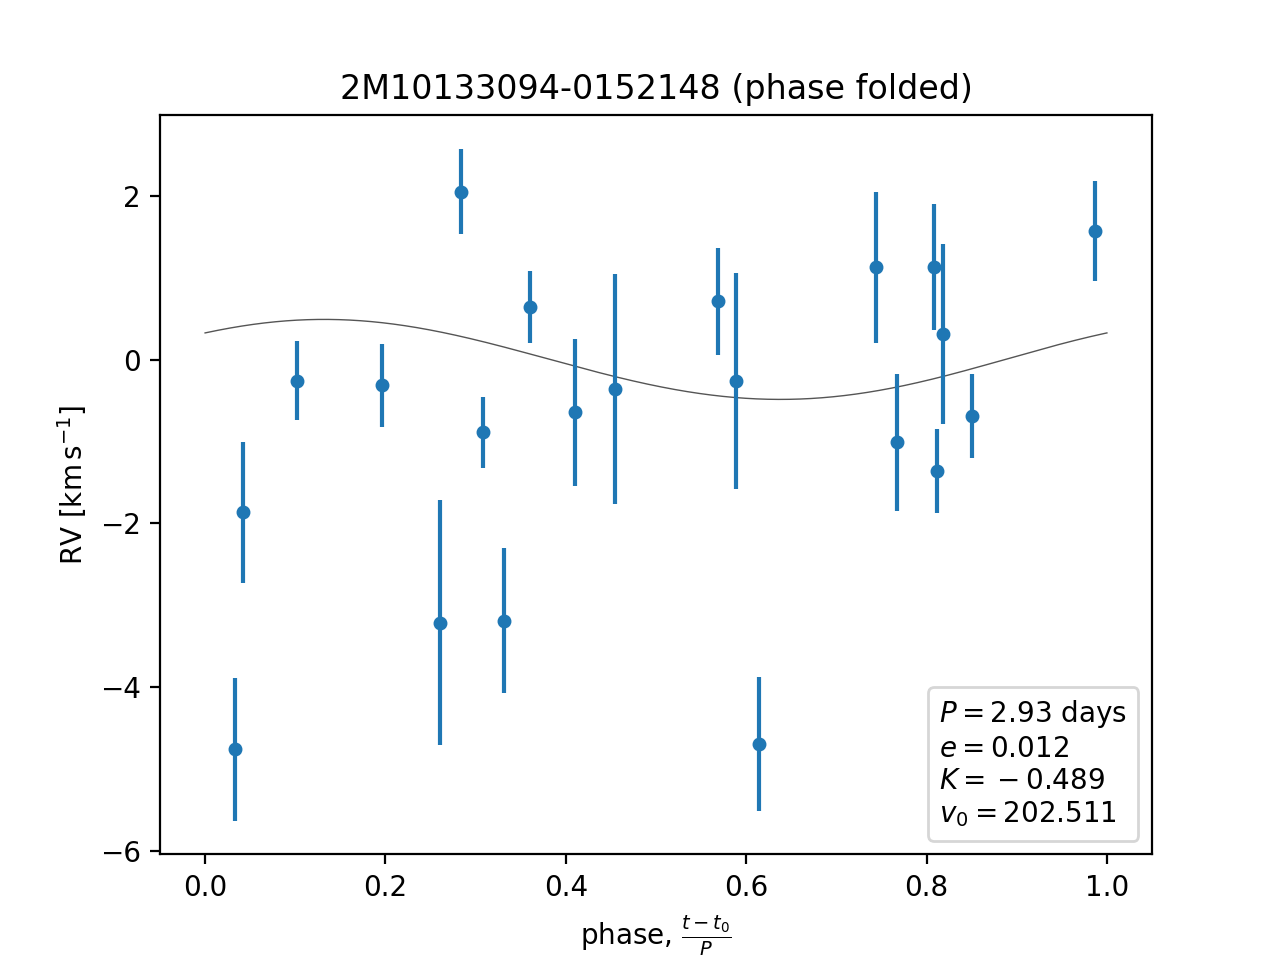 2M10133094-0152148 (phase folded)
RV [km s⁻¹]
2
0
−2
−4
−6
P = 2.93 days
e = 0.012
K = −0.489
v₀ = 202.511
0.0 0.2 0.4 0.6 0.8 1.0
phase, (t − t₀)/P